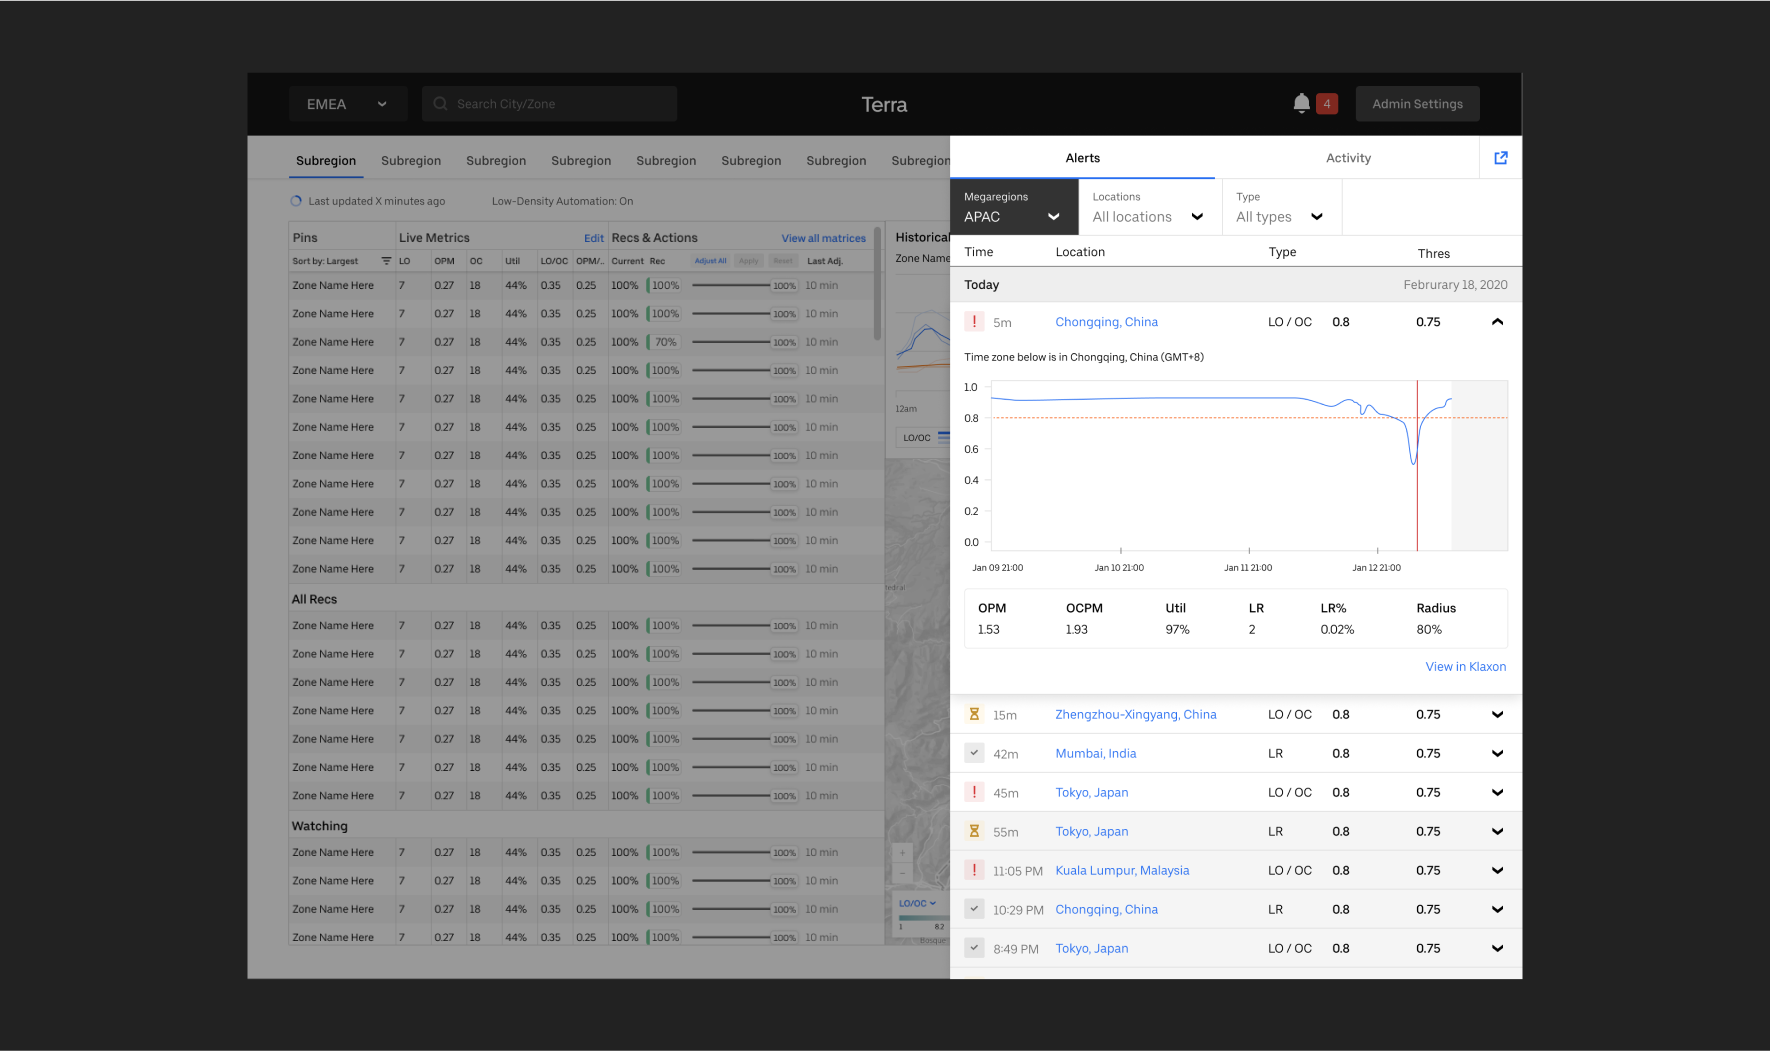 EMEA Search City/Zone Terra 4 Admin Settings
Subregion Subregion Subregion Subregion Subregion Subregion Subregion Subregion
Last updated X minutes ago Low-Density Automation: On
Pins Live Metrics Edit Recs & Actions View all matrices
Sort by: Largest LO OPM OC Util LO/OC OPM/.. Current Rec Adjust All Apply Reset Last Adj.
Zone Name Here 7 0.27 18 44% 0.35 0.25 100% 100% 100% 10 min
Zone Name Here 7 0.27 18 44% 0.35 0.25 100% 100% 100% 10 min
Zone Name Here 7 0.27 18 44% 0.35 0.25 100% 70% 100% 10 min
Zone Name Here 7 0.27 18 44% 0.35 0.25 100% 100% 100% 10 min
Zone Name Here 7 0.27 18 44% 0.35 0.25 100% 100% 100% 10 min
Zone Name Here 7 0.27 18 44% 0.35 0.25 100% 100% 100% 10 min
Zone Name Here 7 0.27 18 44% 0.35 0.25 100% 100% 100% 10 min
Zone Name Here 7 0.27 18 44% 0.35 0.25 100% 100% 100% 10 min
Zone Name Here 7 0.27 18 44% 0.35 0.25 100% 100% 100% 10 min
Zone Name Here 7 0.27 18 44% 0.35 0.25 100% 100% 100% 10 min
Zone Name Here 7 0.27 18 44% 0.35 0.25 100% 100% 100% 10 min
All Recs
Zone Name Here 7 0.27 18 44% 0.35 0.25 100% 100% 100% 10 min
Zone Name Here 7 0.27 18 44% 0.35 0.25 100% 100% 100% 10 min
Zone Name Here 7 0.27 18 44% 0.35 0.25 100% 100% 100% 10 min
Zone Name Here 7 0.27 18 44% 0.35 0.25 100% 100% 100% 10 min
Zone Name Here 7 0.27 18 44% 0.35 0.25 100% 100% 100% 10 min
Zone Name Here 7 0.27 18 44% 0.35 0.25 100% 100% 100% 10 min
Zone Name Here 7 0.27 18 44% 0.35 0.25 100% 100% 100% 10 min
Watching
Zone Name Here 7 0.27 18 44% 0.35 0.25 100% 100% 100% 10 min
Zone Name Here 7 0.27 18 44% 0.35 0.25 100% 100% 100% 10 min
Zone Name Here 7 0.27 18 44% 0.35 0.25 100% 100% 100% 10 min
Zone Name Here 7 0.27 18 44% 0.35 0.25 100% 100% 100% 10 min
Historical
Zone Name
12am
LO/OC
+
−
LO/OC
1 8.2
Bosque
Alerts Activity
Megaregions Locations Type
APAC All locations All types
Time Location Type Thres
Today Februrary 18, 2020
! 5m Chongqing, China LO / OC 0.8 0.75
Time zone below is in Chongqing, China (GMT+8)
1.0
0.8
0.6
0.4
0.2
0.0
Jan 09 21:00 Jan 10 21:00 Jan 11 21:00 Jan 12 21:00
OPM OCPM Util LR LR% Radius
1.53 1.93 97% 2 0.02% 80%
View in Klaxon
15m Zhengzhou-Xingyang, China LO / OC 0.8 0.75
42m Mumbai, India LR 0.8 0.75
! 45m Tokyo, Japan LO / OC 0.8 0.75
55m Tokyo, Japan LR 0.8 0.75
! 11:05 PM Kuala Lumpur, Malaysia LO / OC 0.8 0.75
10:29 PM Chongqing, China LR 0.8 0.75
8:49 PM Tokyo, Japan LO / OC 0.8 0.75